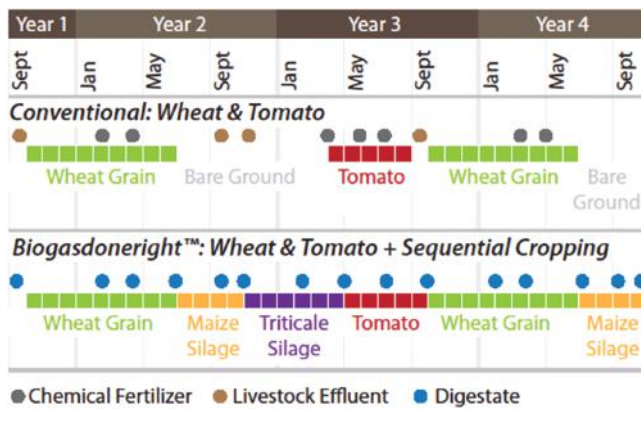 Year 1 Year 2 Year 3 Year 4
Sept Jan May Sept Jan May Sept Jan May Sept
Conventional: Wheat & Tomato
Wheat Grain Bare Ground Tomato Wheat Grain Bare
Ground
Biogasdoneright™: Wheat & Tomato + Sequential Cropping
Wheat Grain Maize Triticale Tomato Wheat Grain Maize
Silage Silage Silage
Chemical Fertilizer Livestock Effluent Digestate